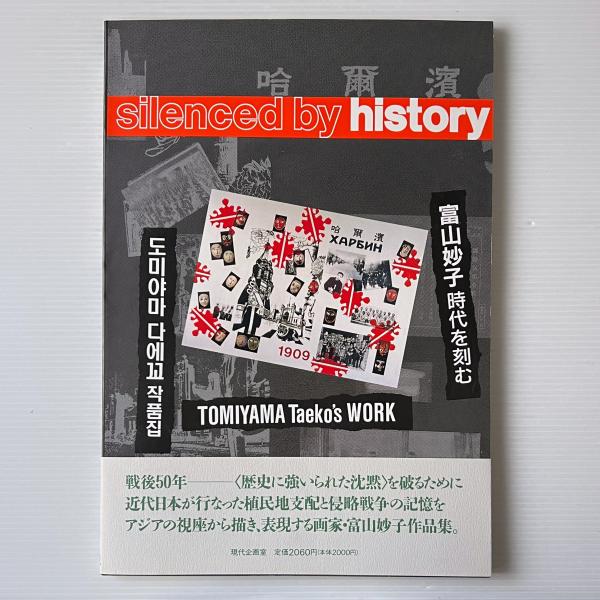 哈爾濱
silenced by history
富山妙子 時代を刻む
哈爾濱
ХАРБИН
1909
도미야마 다에꼬 작품집
TOMIYAMA Taeko's WORK
戦後50年――〈歴史に強いられた沈黙〉を破るために
近代日本が行なった植民地支配と侵略戦争の記憶を
アジアの視座から描き、表現する画家・富山妙子作品集。
現代企画室 定価2060円(本体2000円)